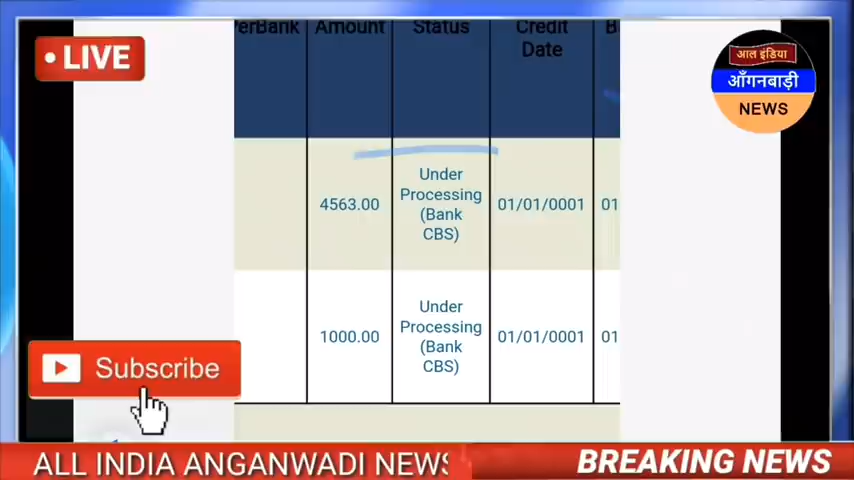 LIVE
Amount
Status
Credit
Date
आल इंडिया
आँगनबाड़ी
NEWS
4563.00
Under
Processing
(Bank
CBS)
01/01/0001
01
1000.00
Under
Processing
(Bank
CBS)
01/01/0001
01
Subscribe
ALL INDIA ANGANWADI NEWS
BREAKING NEWS